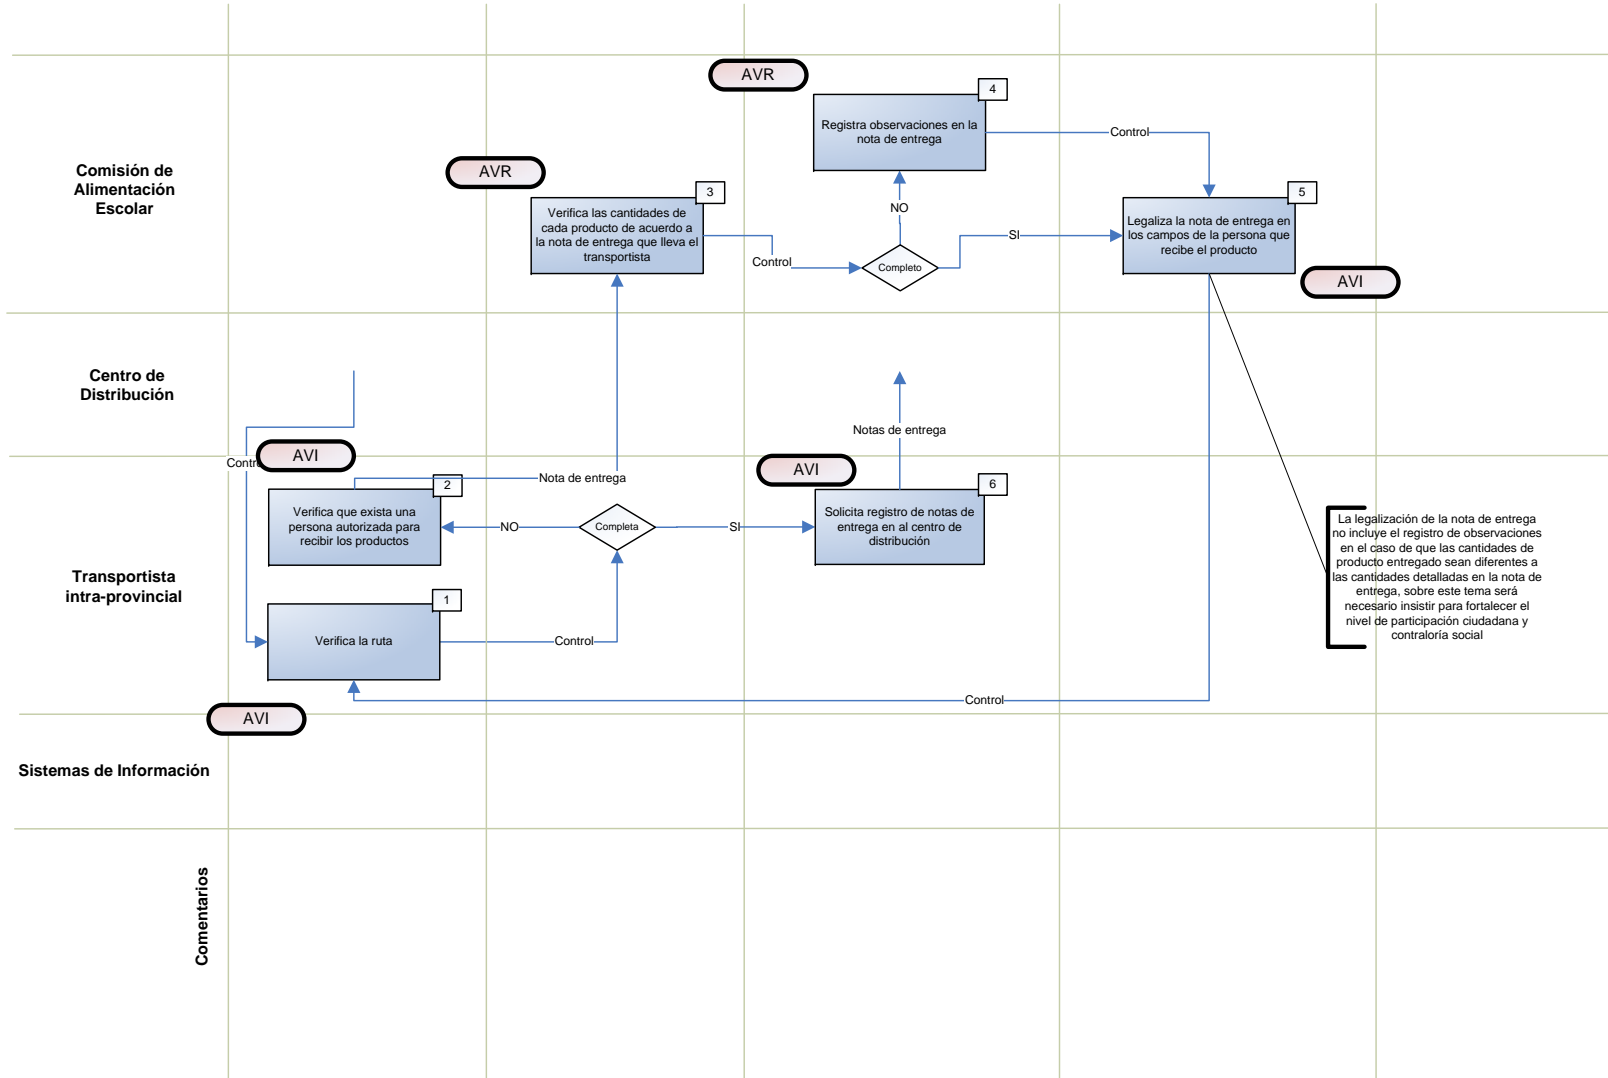 AVR
4
Registra observaciones en la
nota de entrega
Control
Comisión de
Alimentación
Escolar
AVR
3
Verifica las cantidades de
cada producto de acuerdo a
la nota de entrega que lleva el
transportista
Control
NO
Completo
SI
5
Legaliza la nota de entrega en
los campos de la persona que
recibe el producto
AVI
Centro de
Distribución
Notas de entrega
AVI
AVI
Nota de entrega
2
Verifica que exista una
persona autorizada para
recibir los productos
NO
Completa
SI
6
Solicita registro de notas de
entrega en al centro de
distribución
La legalización de la nota de entrega
no incluye el registro de observaciones
en el caso de que las cantidades de
producto entregado sean diferentes a
las cantidades detalladas en la nota de
entrega, sobre este tema será
necesario insistir para fortalecer el
nivel de participación ciudadana y
contraloría social
Transportista
intra-provincial
1
Verifica la ruta
Control
Control
AVI
Sistemas de Información
Comentarios